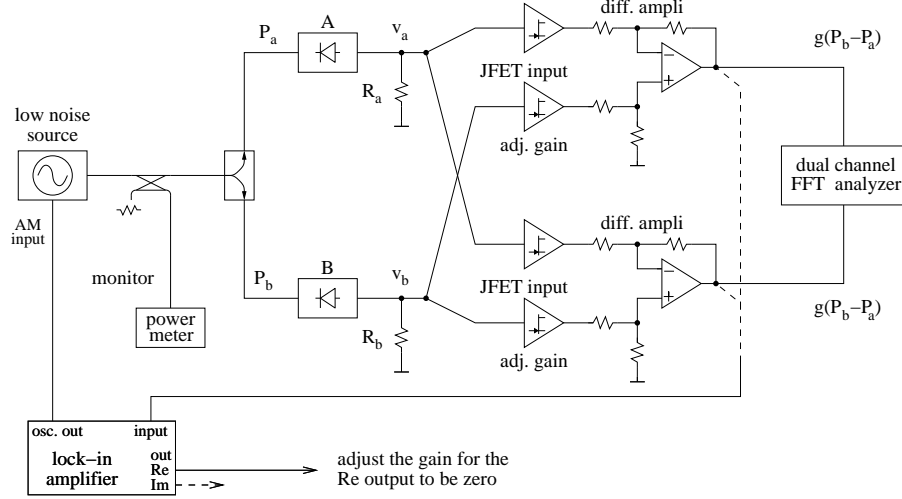 diff. ampli
P_a
A
v_a
g(P_b−P_a)
JFET input
R_a
low noise
source
adj. gain
dual channel
FFT analyzer
AM
input
diff. ampli
monitor
P_b
B
v_b
JFET input
power
meter
R_b
g(P_b−P_a)
adj. gain
osc. out
input
lock−in
amplifier
out
Re
Im
adjust the gain for the
Re output to be zero